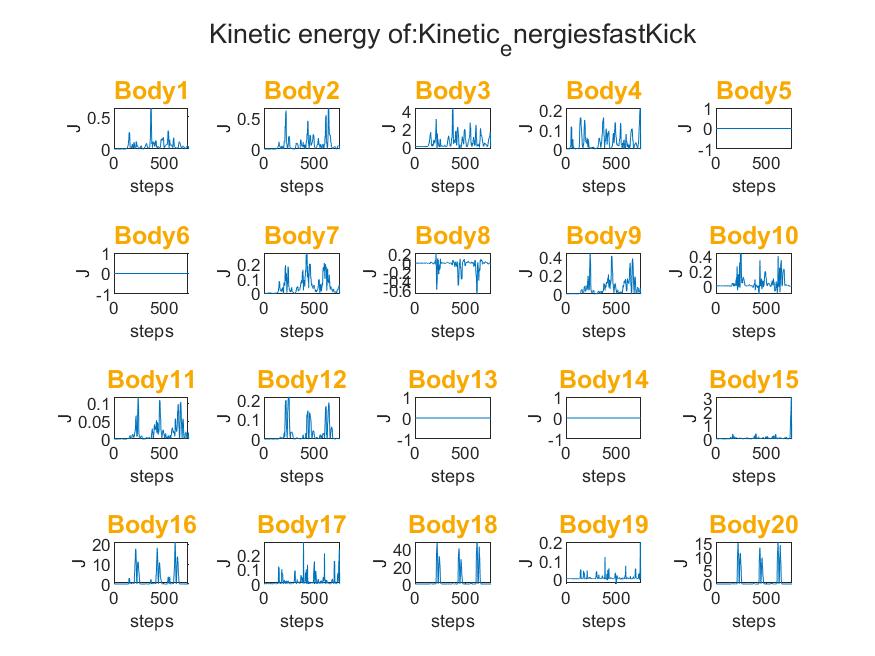 Kinetic energy of:Kinetic_energiesfastKick
Body1 Body2 Body3 Body4 Body5
0.5 0 J 0 500 steps
0.5 0 J 0 500 steps
4 2 0 J 0 500 steps
0.2 0.1 0 J 0 500 steps
1 0 -1 J 0 500 steps
Body6 Body7 Body8 Body9 Body10
1 0 -1 J 0 500 steps
0.2 0.1 0 J 0 500 steps
0.2 0 -0.2 -0.4 -0.6 J 0 500 steps
0.4 0.2 0 J 0 500 steps
0.4 0.2 0 J 0 500 steps
Body11 Body12 Body13 Body14 Body15
0.1 0.05 0 J 0 500 steps
0.2 0.1 0 J 0 500 steps
1 0 -1 J 0 500 steps
1 0 -1 J 0 500 steps
3 2 1 0 J 0 500 steps
Body16 Body17 Body18 Body19 Body20
20 10 0 J 0 500 steps
0.2 0.1 0 J 0 500 steps
40 20 0 J 0 500 steps
0.2 0.1 0 J 0 500 steps
15 10 5 0 J 0 500 steps